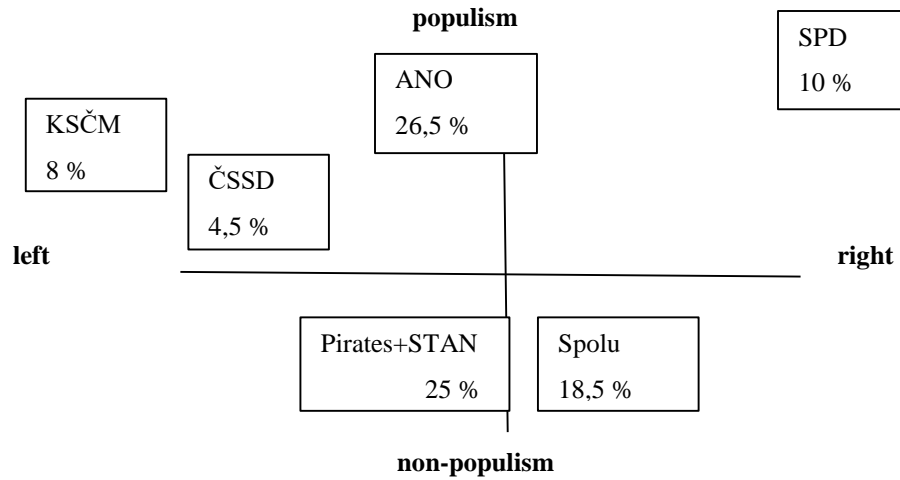 populism
SPD
10 %
ANO
26,5 %
KSČM
8 %
ČSSD
4,5 %
left
right
Pirates+STAN
25 %
Spolu
18,5 %
non-populism